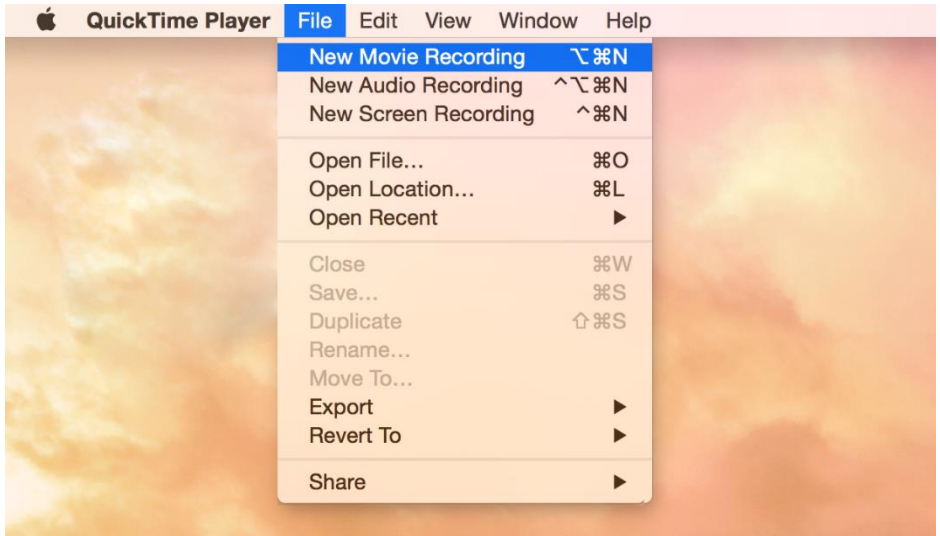 QuickTime Player File Edit View Window Help
New Movie Recording ⌥⌘N
New Audio Recording ^⌥⌘N
New Screen Recording ^⌘N
Open File... ⌘O
Open Location... ⌘L
Open Recent ▶
Close ⌘W
Save... ⌘S
Duplicate ⇧⌘S
Rename...
Move To...
Export ▶
Revert To ▶
Share ▶